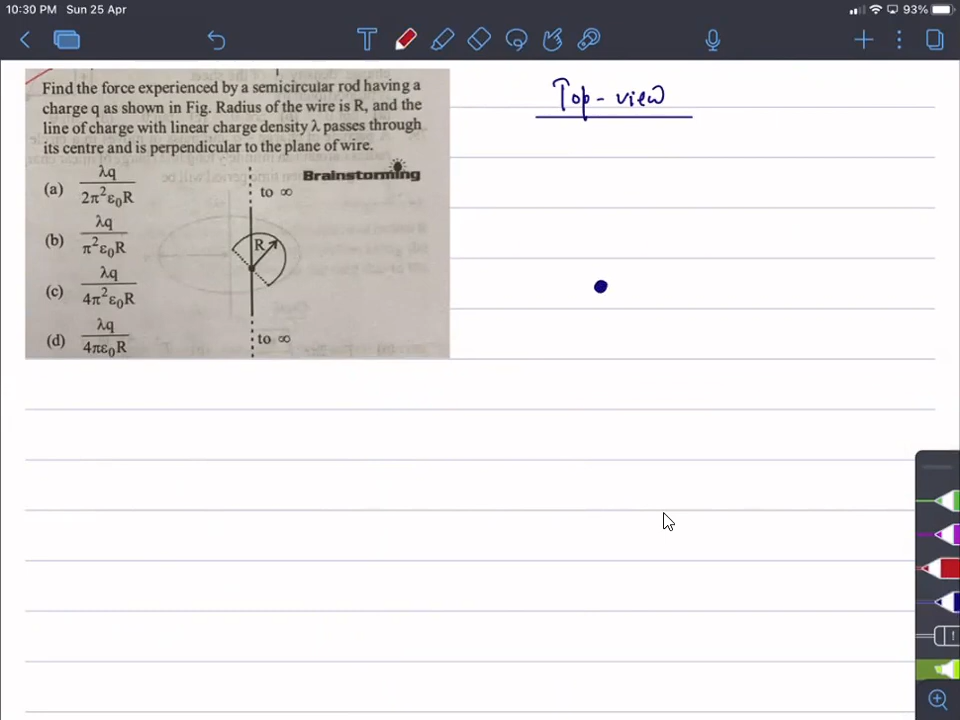 10:30 PM Sun 25 Apr
93%
Top-view
Find the force experienced by a semicircular rod having a
charge q as shown in Fig. Radius of the wire is R, and the
line of charge with linear charge density λ passes through
its centre and is perpendicular to the plane of wire.
Brainstorming
(a) λq / 2π²ε₀R
(b) λq / π²ε₀R
(c) λq / 4π²ε₀R
(d) λq / 4πε₀R
to ∞
R
to ∞